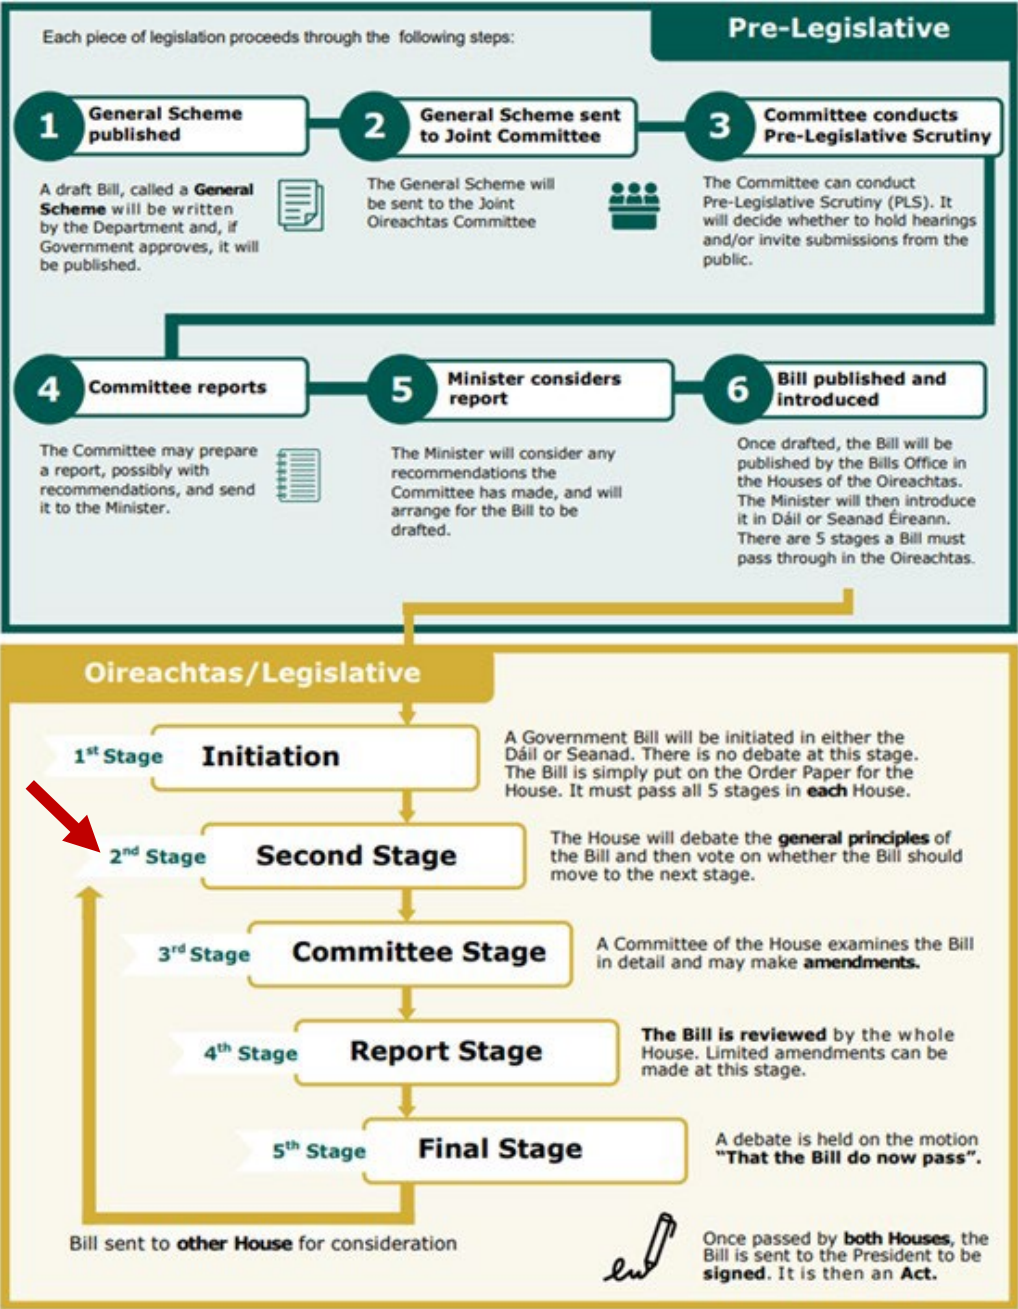 Pre-Legislative
Each piece of legislation proceeds through the following steps:
1
General Scheme
published
A draft Bill, called a General
Scheme will be written
by the Department and, if
Government approves, it will
be published.
2
General Scheme sent
to Joint Committee
The General Scheme will
be sent to the Joint
Oireachtas Committee
3
Committee conducts
Pre-Legislative Scrutiny
The Committee can conduct
Pre-Legislative Scrutiny (PLS). It
will decide whether to hold hearings
and/or invite submissions from the
public.
4
Committee reports
The Committee may prepare
a report, possibly with
recommendations, and send
it to the Minister.
5
Minister considers
report
The Minister will consider any
recommendations the
Committee has made, and will
arrange for the Bill to be
drafted.
6
Bill published and
introduced
Once drafted, the Bill will be
published by the Bills Office in
the Houses of the Oireachtas.
The Minister will then introduce
it in Dáil or Seanad Éireann.
There are 5 stages a Bill must
pass through in the Oireachtas.
Oireachtas/Legislative
1st Stage
Initiation
A Government Bill will be initiated in either the
Dáil or Seanad. There is no debate at this stage.
The Bill is simply put on the Order Paper for the
House. It must pass all 5 stages in each House.
2nd Stage
Second Stage
The House will debate the general principles of
the Bill and then vote on whether the Bill should
move to the next stage.
3rd Stage
Committee Stage
A Committee of the House examines the Bill
in detail and may make amendments.
4th Stage
Report Stage
The Bill is reviewed by the whole
House. Limited amendments can be
made at this stage.
5th Stage
Final Stage
A debate is held on the motion
“That the Bill do now pass”.
Bill sent to other House for consideration
Once passed by both Houses, the
Bill is sent to the President to be
signed. It is then an Act.